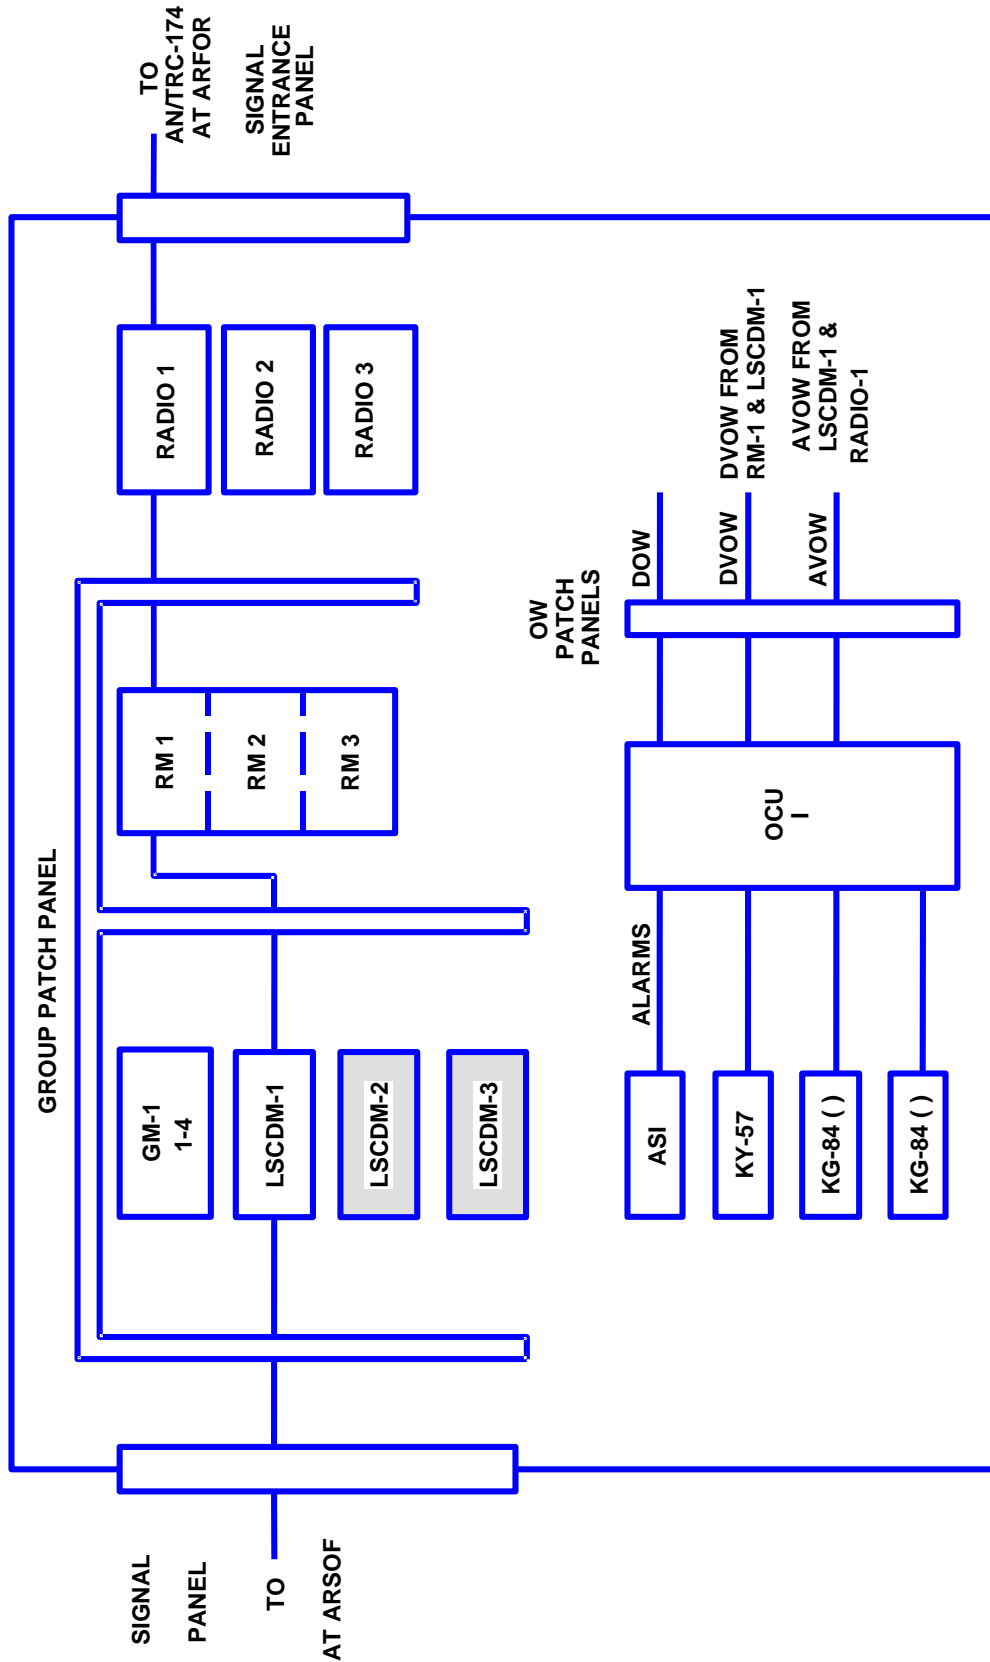 GROUP PATCH PANEL
SIGNAL
PANEL
TO
AT ARSOF
GM-1
1-4
LSCDM-1
LSCDM-2
LSCDM-3
RM 1
RM 2
RM 3
RADIO 1
RADIO 2
RADIO 3
TO
AN/TRC-174
AT ARFOR
SIGNAL
ENTRANCE
PANEL
ASI
KY-57
KG-84 ( )
KG-84 ( )
ALARMS
OCU
I
OW
PATCH
PANELS
DOW
DVOW
AVOW
DVOW FROM
RM-1 & LSCDM-1
AVOW FROM
LSCDM-1 &
RADIO-1